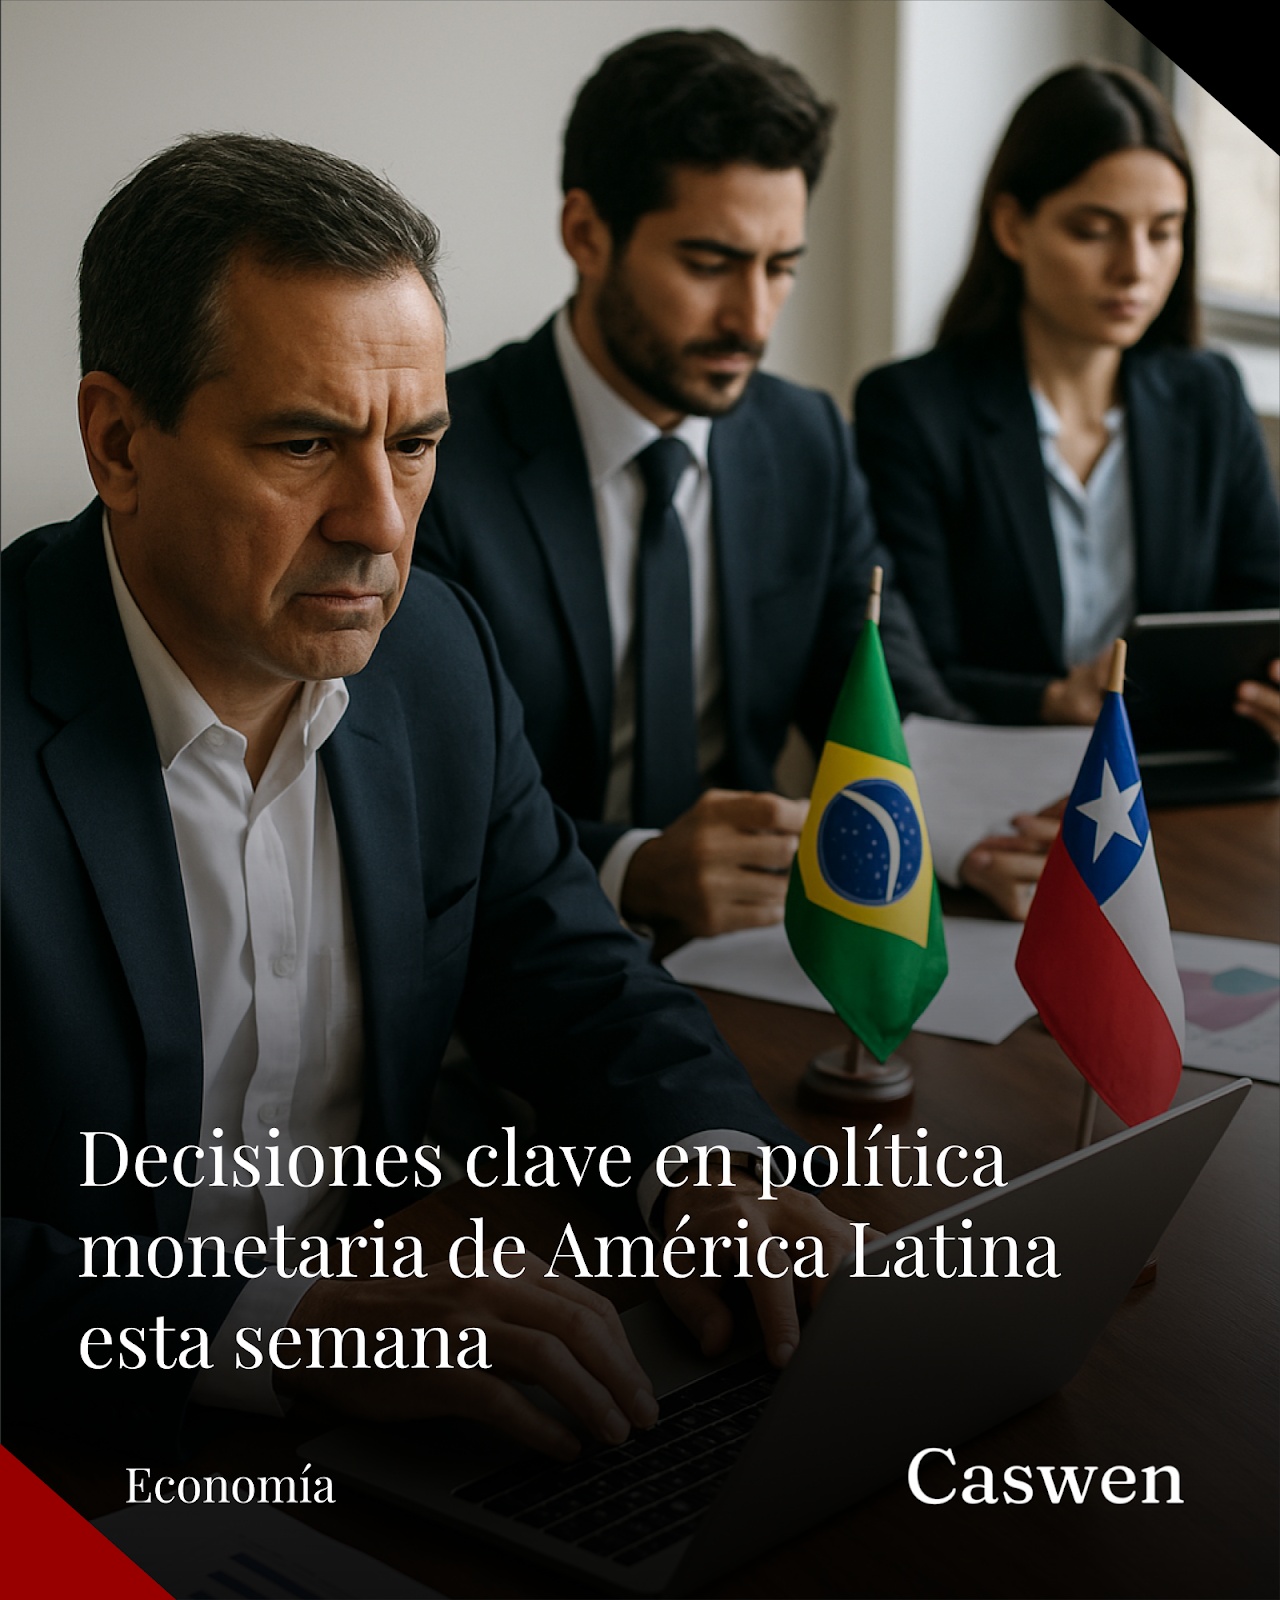 Decisiones clave en política
monetaria de América Latina
esta semana
Economía
Caswen